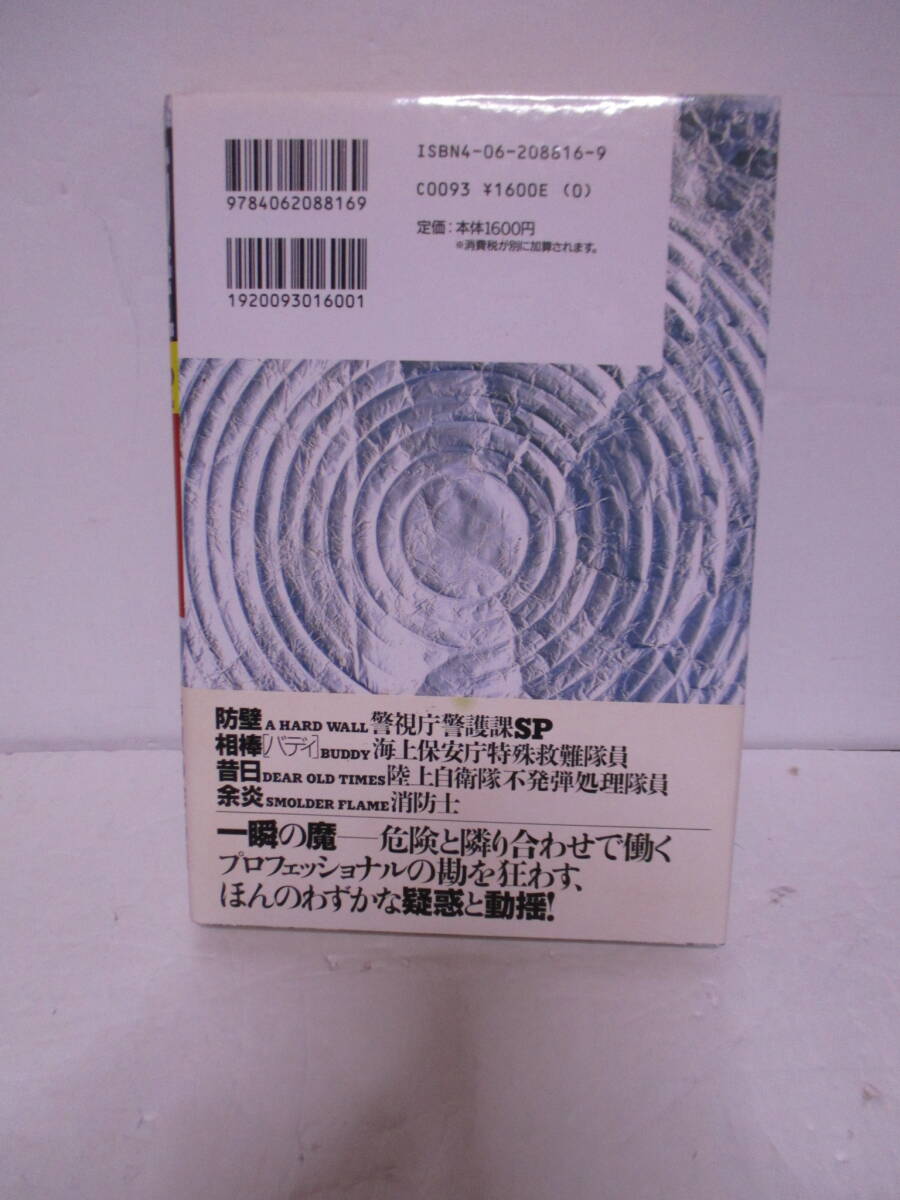 9784062088169
1920093016001
ISBN4-06-208816-9
C0093 ¥1600E (0)
定価：本体1600円
※消費税が別に加算されます。
防壁 A HARD WALL 警視庁警護課SP
相棒[バディ]BUDDY 海上保安庁特殊救難隊員
昔日 DEAR OLD TIMES 陸上自衛隊不発弾処理隊員
余炎 SMOLDER FLAME 消防士
一瞬の魔──危険と隣り合わせで働く
プロフェッショナルの勘を狂わす、
ほんのわずかな疑惑と動揺!